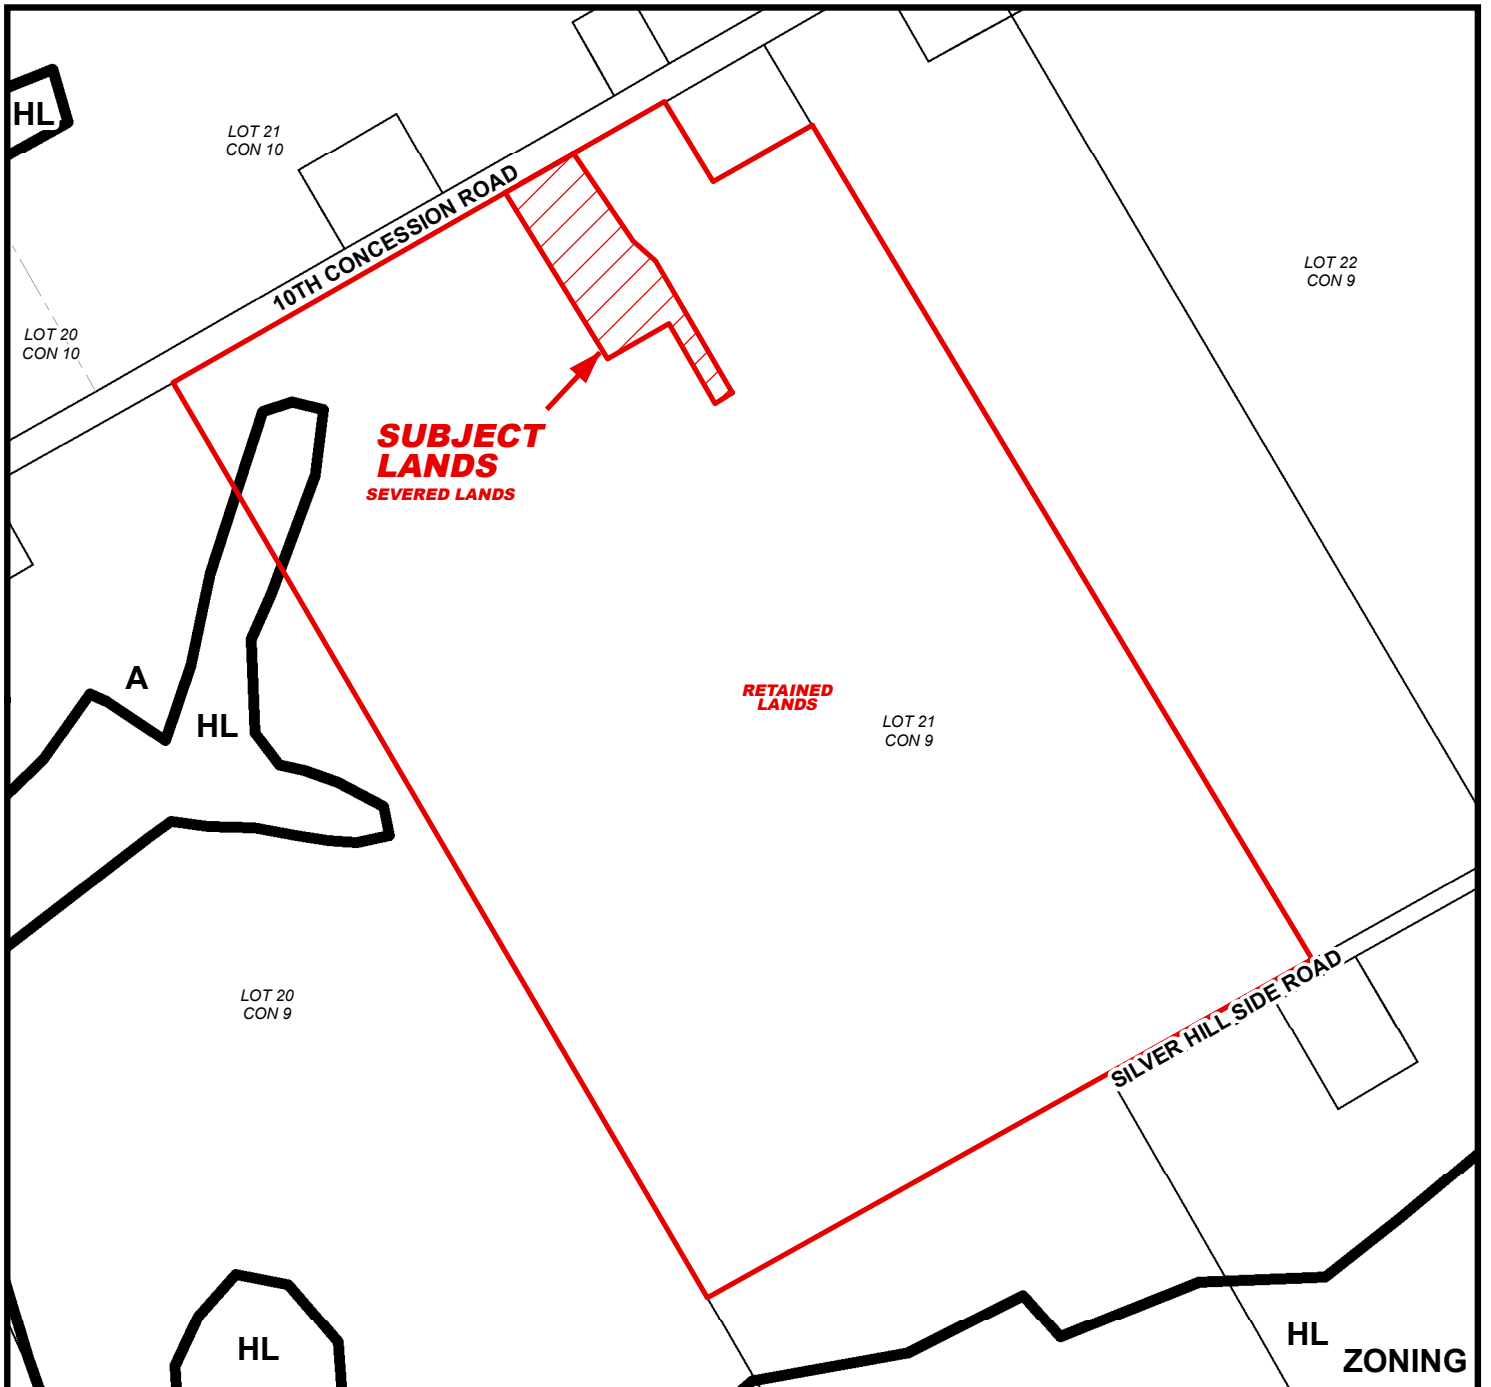 HL
LOT 21
CON 10
10TH CONCESSION ROAD
LOT 22
CON 9
LOT 20
CON 10
SUBJECT
LANDS
SEVERED LANDS
A
HL
RETAINED
LANDS
LOT 21
CON 9
LOT 20
CON 9
SILVER HILL SIDE ROAD
HL
HL
ZONING